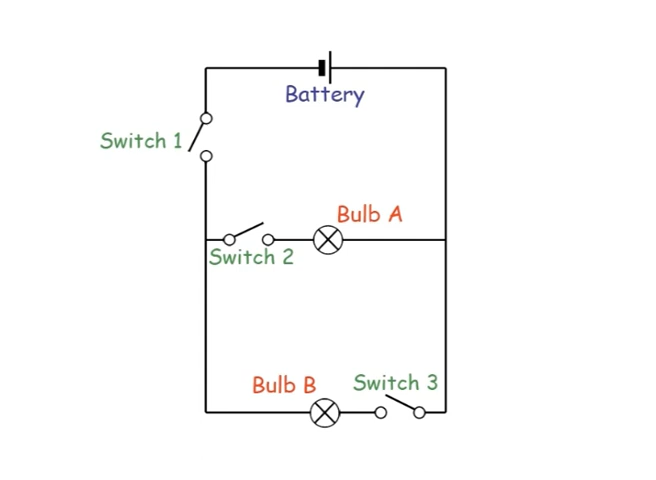 Battery
Switch 1
Bulb A
Switch 2
Bulb B
Switch 3